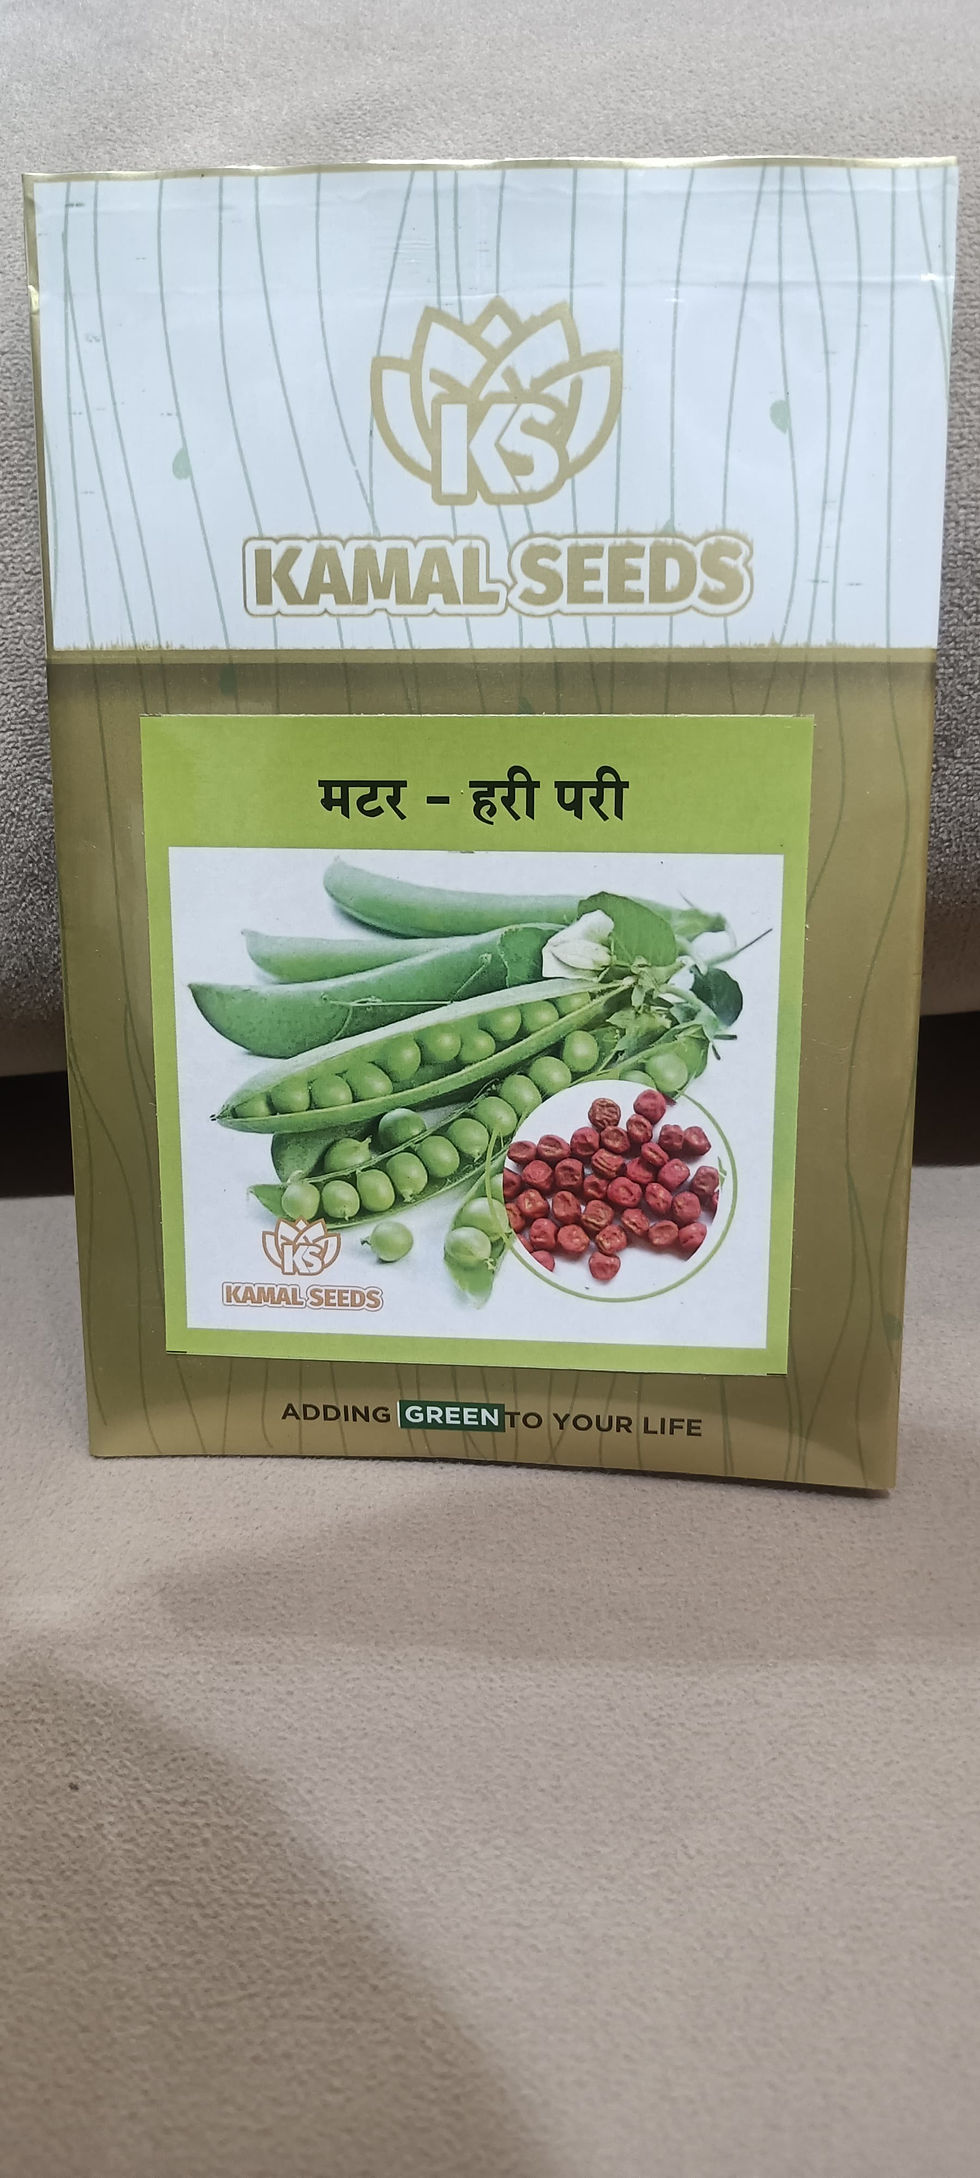 KS
KAMAL SEEDS
मटर - हरी परी
KS
KAMAL SEEDS
ADDING GREEN TO YOUR LIFE